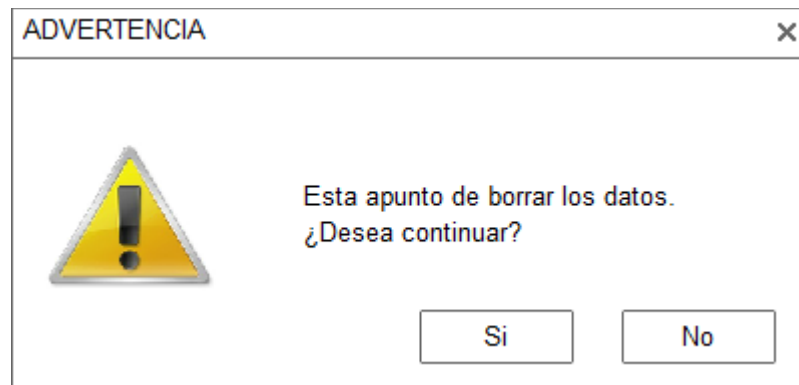 ADVERTENCIA
Esta apunto de borrar los datos.
¿Desea continuar?
Si
No